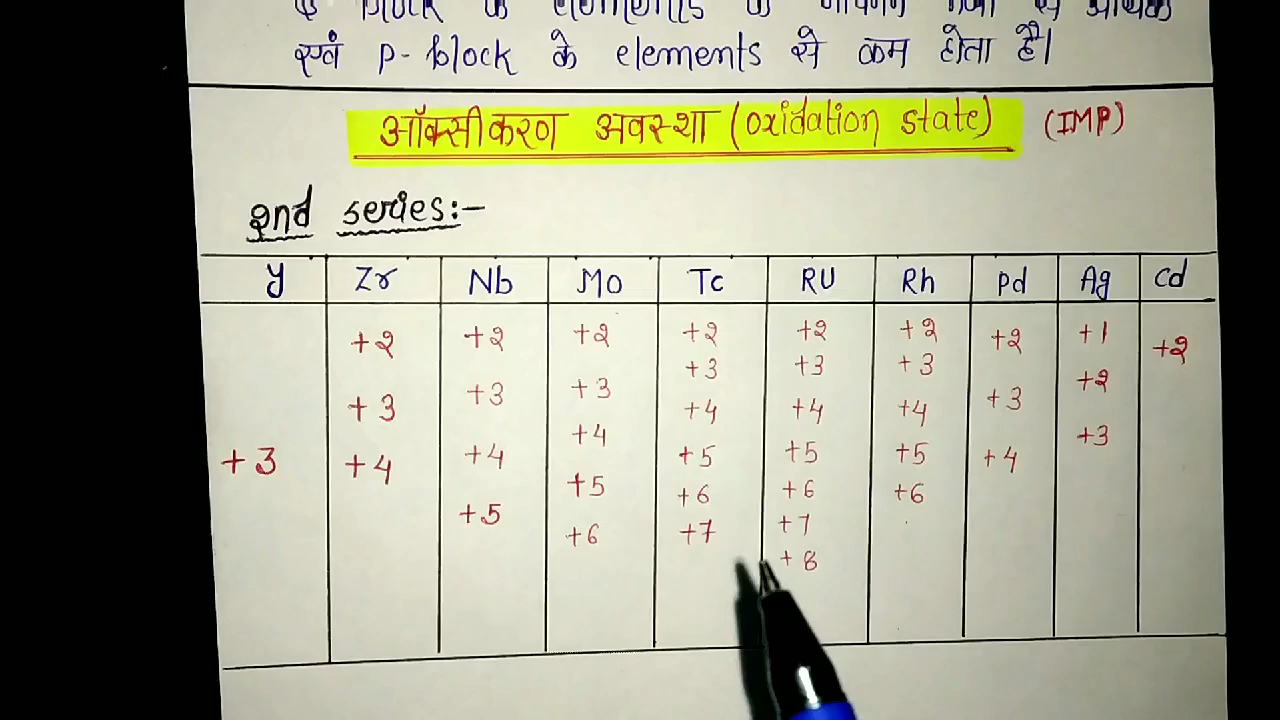 block के elements
एवं p-block के elements से कम होता है।
ऑक्सीकरण अवस्था (oxidation state) (IMP)
2nd series:-
y Zr Nb Mo Tc RU Rh Pd Ag Cd
+2 +2 +2 +2 +2 +2 +2 +1 +2
+3 +3 +3 +3 +3 +3 +3 +2
+3 +4 +4 +4 +4 +4 +4 +4 +3
+5 +5 +5 +5 +5
+6 +6 +6 +6
+7 +7
+8